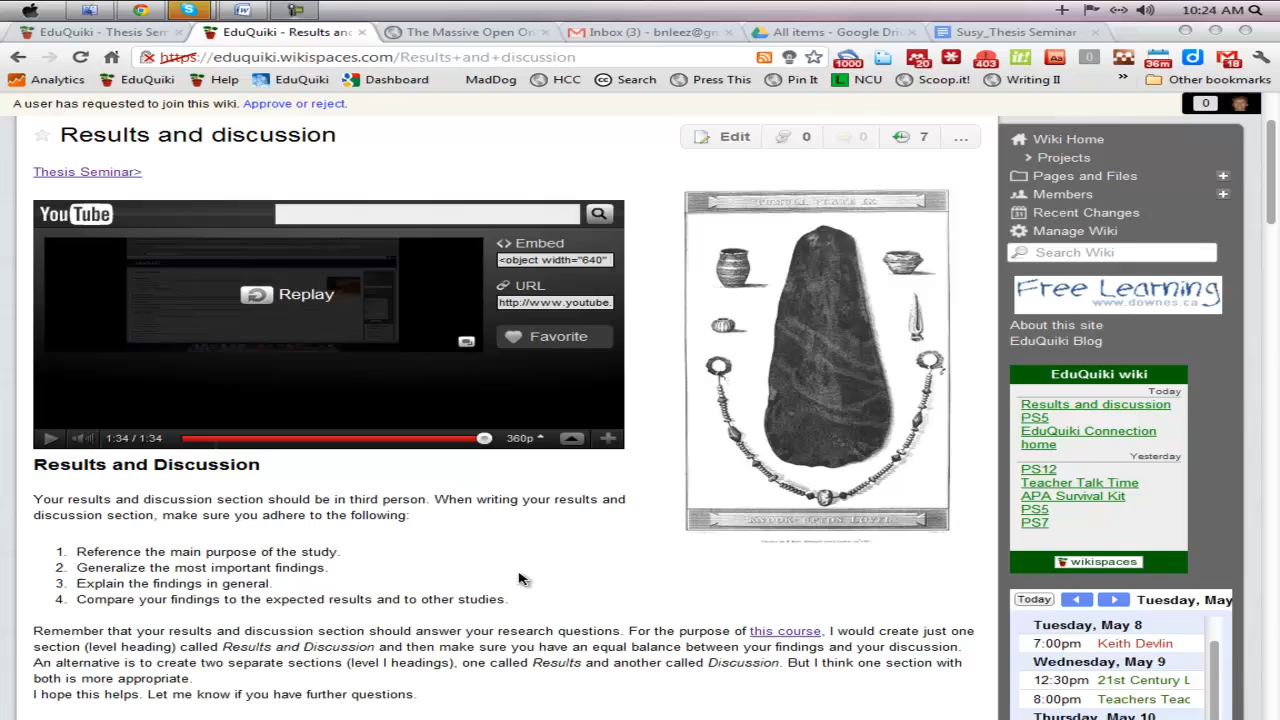 10:24 AM
EduQuiki - Thesis Sem
EduQuiki - Results and
The Massive Open On
Inbox (3) - bnleez@g
All items - Google Dri
Susy_Thesis Seminar
https://eduquiki.wikispaces.com/Results+and+discussion
1000
20
403
it!
Aa
0
36m
d
18
Analytics
EduQuiki
Help
EduQuiki
Dashboard
MadDog
HCC
Search
Press This
Pin It
NCU
Scoop.it!
Writing II
Other bookmarks
A user has requested to join this wiki. Approve or reject.
0
Results and discussion
Edit
0
0
7
...
Thesis Seminar>
YouTube
Embed
<object width="640"
URL
http://www.youtube.
Favorite
Replay
1:34 / 1:34
360p
TUMULI PLATE IX
KNOOK-UPTON LOVEL
Results and Discussion
Your results and discussion section should be in third person. When writing your results and
discussion section, make sure you adhere to the following:
1. Reference the main purpose of the study.
2. Generalize the most important findings.
3. Explain the findings in general.
4. Compare your findings to the expected results and to other studies.
Remember that your results and discussion section should answer your research questions. For the purpose of this course, I would create just one
section (level heading) called Results and Discussion and then make sure you have an equal balance between your findings and your discussion.
An alternative is to create two separate sections (level I headings), one called Results and another called Discussion. But I think one section with
both is more appropriate.
I hope this helps. Let me know if you have further questions.
Wiki Home
Projects
Pages and Files
Members
Recent Changes
Manage Wiki
Search Wiki
Free Learning
www.downes.ca
About this site
EduQuiki Blog
EduQuiki wiki
Today
Results and discussion
PS5
EduQuiki Connection
home
Yesterday
PS12
Teacher Talk Time
APA Survival Kit
PS5
PS7
wikispaces
Today
Tuesday, May
Tuesday, May 8
7:00pm Keith Devlin
Wednesday, May 9
12:30pm 21st Century L
8:00pm Teachers Teac
Thursday, May 10